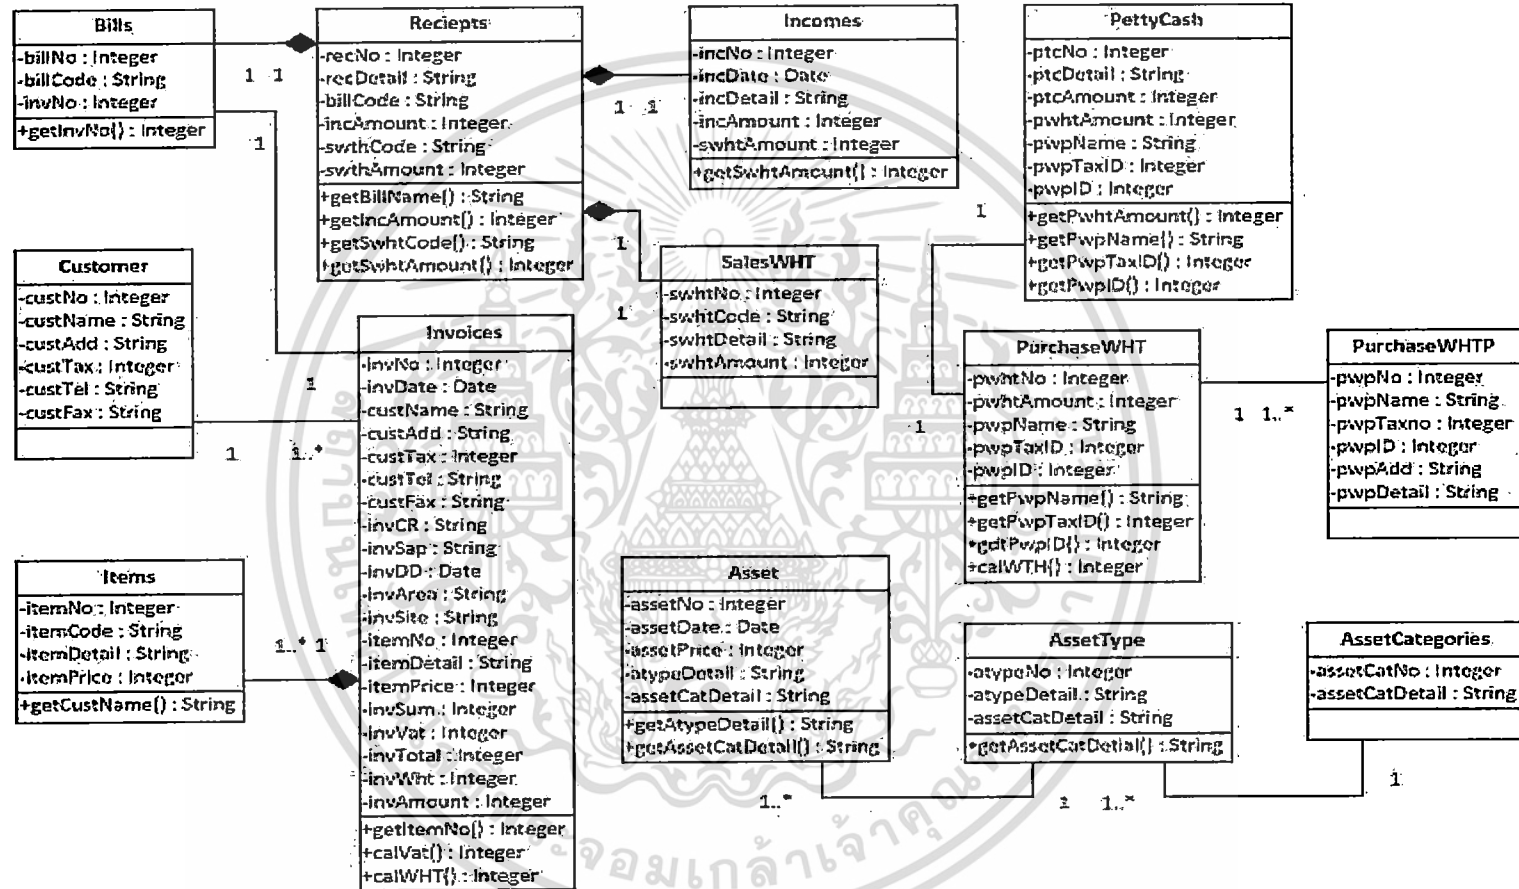 Bills
-billNo : Integer
-billCode : String
-invNo : Integer
+getInvNo() : Integer
1 1
Reciepts
-recNo : Integer
-recDetail : String
-billCode : String
-incAmount : Integer
-swthCode : String
-swthAmount : Integer
+getBillName() : String
+getIncAmount() : Integer
+getSwhtCode() : String
+getSwhtAmount() : Integer
1 1
Incomes
-incNo : Integer
-incDate : Date
-incDetail : String
-incAmount : Integer
-swhtAmount : Integer
+getSwhtAmount() : Integer
PettyCash
-ptcNo : Integer
-ptcDetail : String
-ptcAmount : Integer
-pwhtAmount : Integer
-pwpName : String
-pwpTaxID : Integer
-pwpID : Integer
+getPwhtAmount() : Integer
+getPwpName() : String
+getPwpTaxID() : Integer
+getPwpID() : Integer
1
1
1
1
SalesWHT
-swhtNo : Integer
-swhtCode : String
-swhtDetail : String
-swhtAmount : Integer
Customer
-custNo : Integer
-custName : String
-custAdd : String
-custTax : Integer
-custTel : String
-custFax : String
1
1 1..*
Invoices
-invNo : Integer
-invDate : Date
-custName : String
-custAdd : String
-custTax : Integer
-custTel : String
-custFax : String
-invCR : String
-invSap : String
-invDD : Date
-invArea : String
-invSite : String
-itemNo : Integer
-itemDetail : String
-itemPrice : Integer
-invSum : Integer
-invVat : Integer
-invTotal : Integer
-invWht : Integer
-invAmount : Integer
+getItemNo() : Integer
+calVat() : Integer
+calWHT() : Integer
PurchaseWHT
-pwhtNo : Integer
-pwhtAmount : Integer
-pwpName : String
-pwpTaxID : Integer
-pwpID : Integer
+getPwpName() : String
+getPwpTaxID() : Integer
+getPwpID() : Integer
+calWTH() : Integer
1
1 1..*
PurchaseWHTP
-pwpNo : Integer
-pwpName : String
-pwpTaxno : Integer
-pwpID : Integer
-pwpAdd : String
-pwpDetail : String
Items
-itemNo : Integer
-itemCode : String
-itemDetail : String
-itemPrice : Integer
+getCustName() : String
1..* 1
Asset
-assetNo : Integer
-assetDate : Date
-assetPrice : Integer
-atypeDetail : String
-assetCatDetail : String
+getAtypeDetail() : String
+getAssetCatDetail() : String
1..* 1
AssetType
-atypeNo : Integer
-atypeDetail : String
-assetCatDetail : String
+getAssetCatDetial() : String
1..* 1
AssetCategories
-assetCatNo : Integer
-assetCatDetail : String